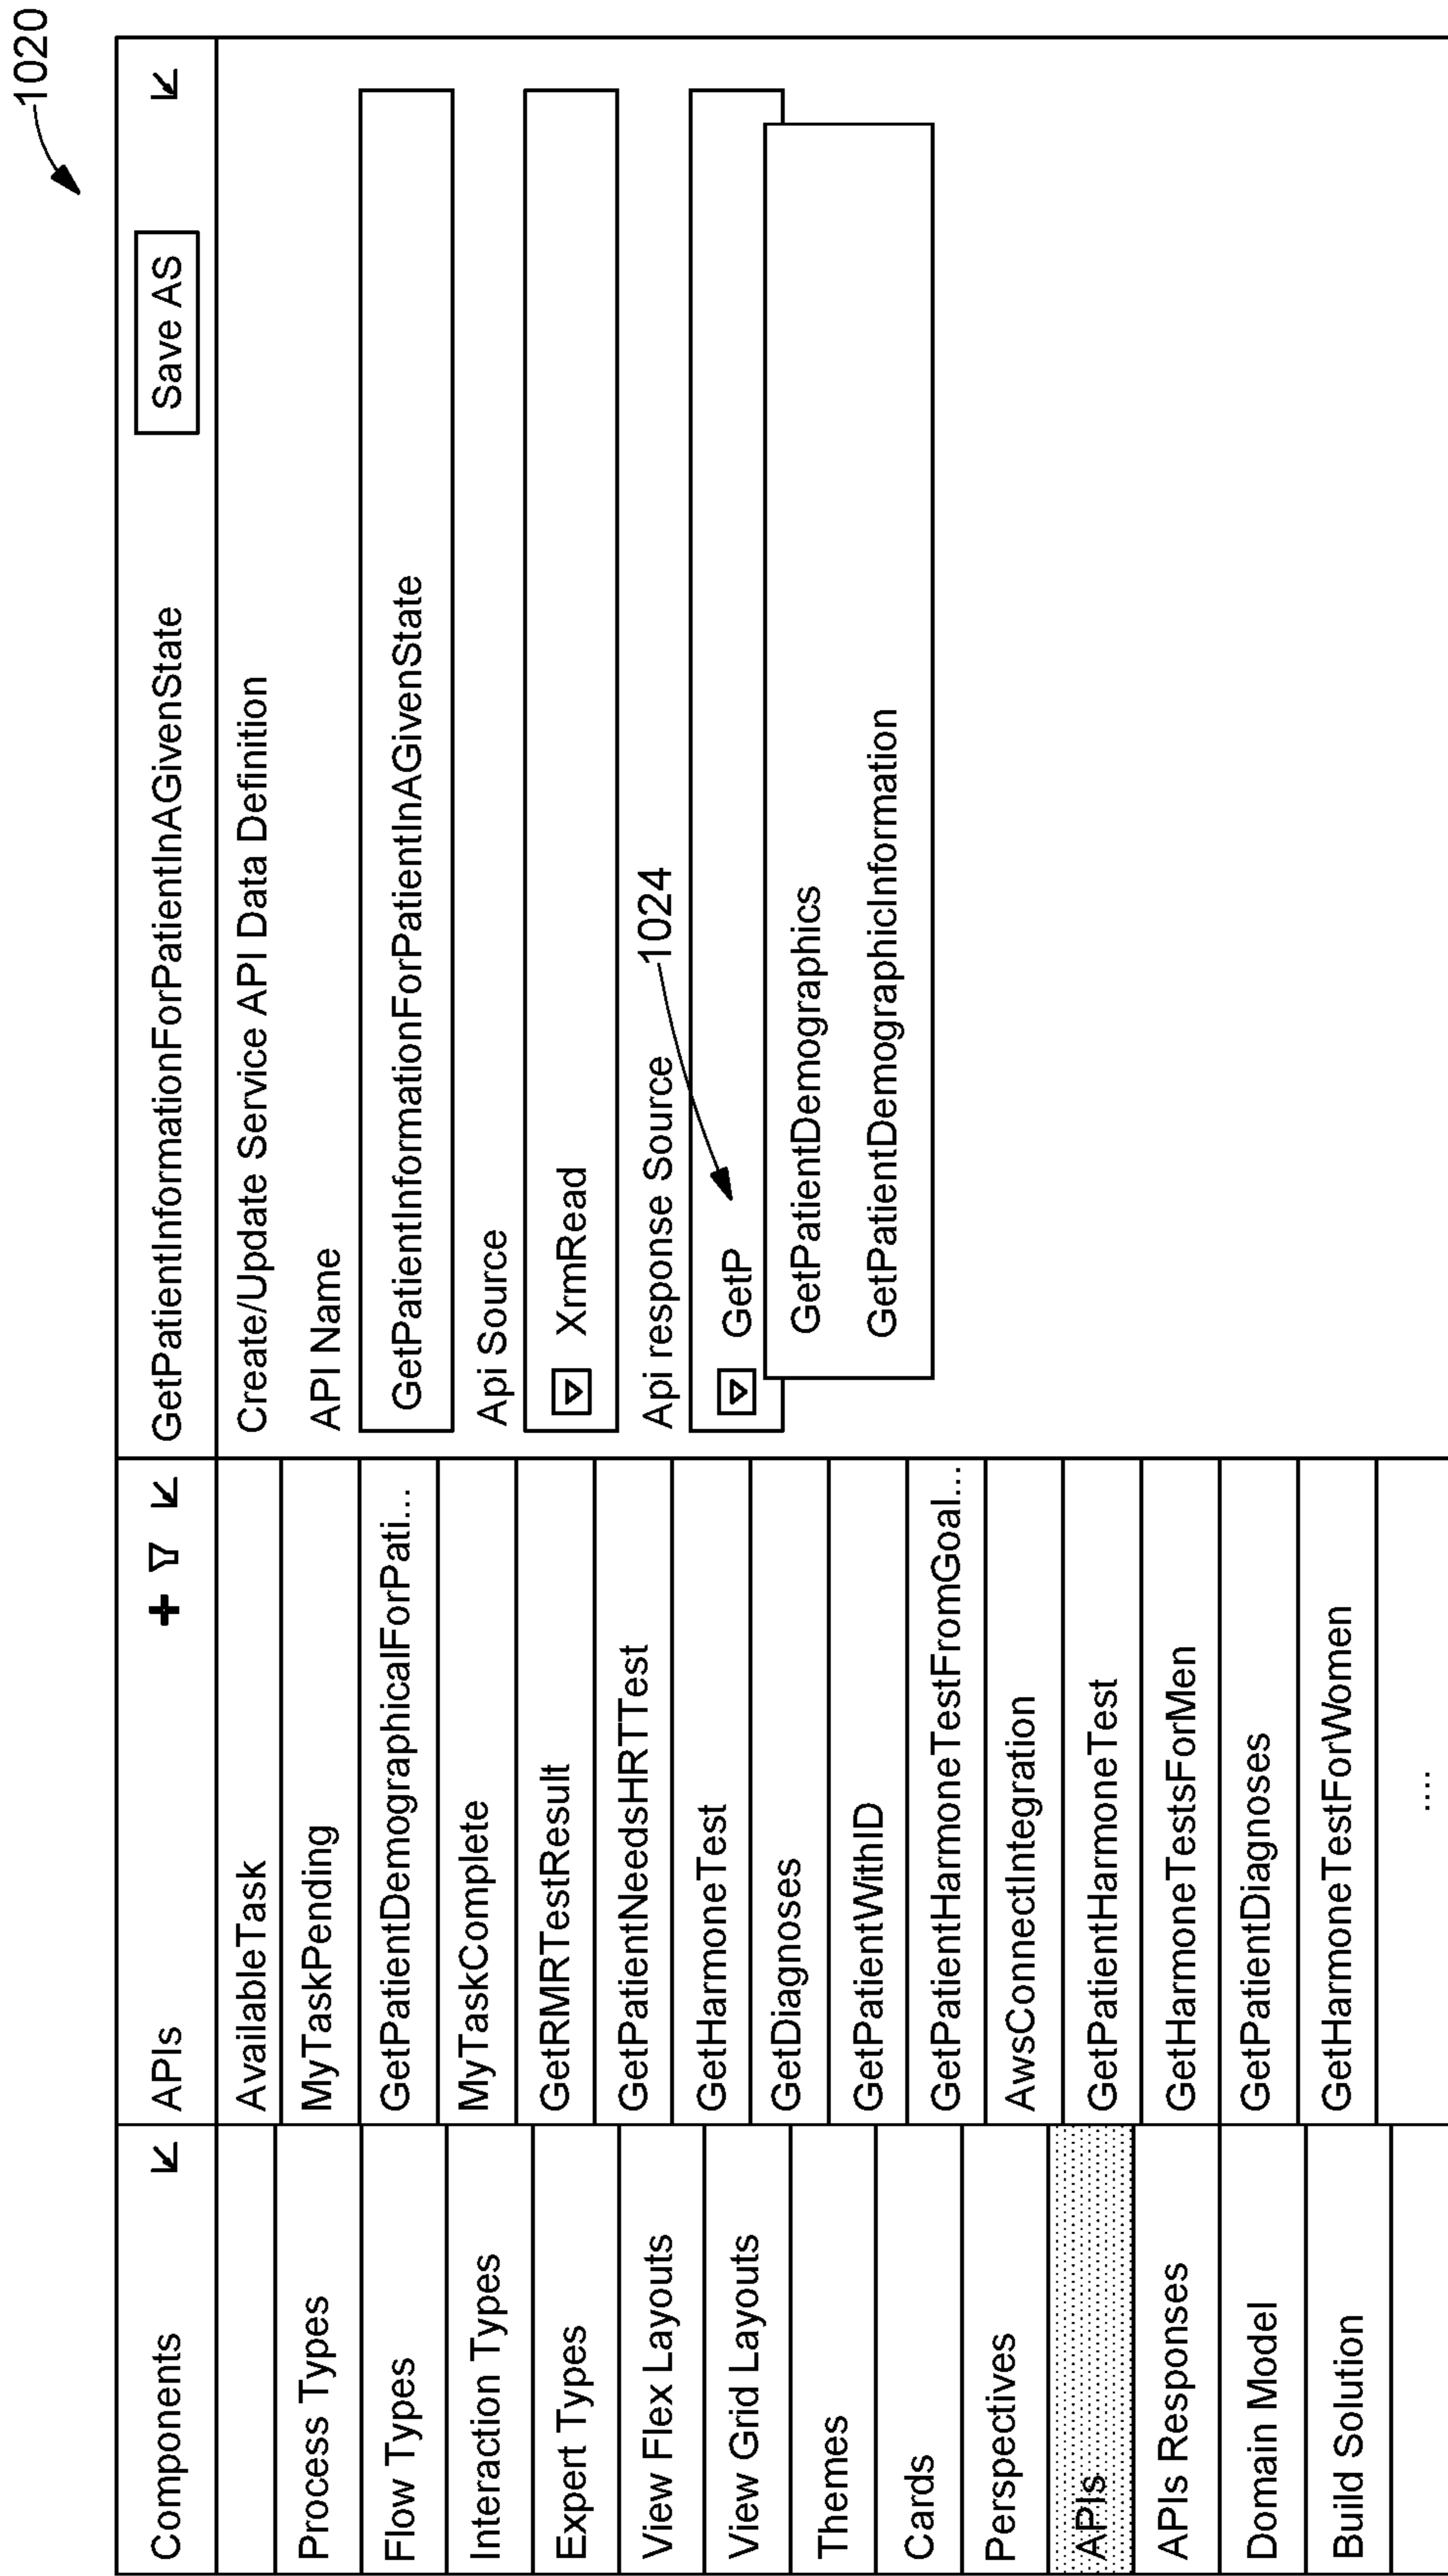 1020
Components
Process Types
Flow Types
Interaction Types
Expert Types
View Flex Layouts
View Grid Layouts
Themes
Cards
Perspectives
APIs
APIs Responses
Domain Model
Build Solution
APIs
AvailableTask
MyTaskPending
GetPatientDemographicalForPati...
MyTaskComplete
GetRMRTestResult
GetPatientNeedsHRTTest
GetHarmoneTest
GetDiagnoses
GetPatientWithID
GetPatientHarmoneTestFromGoal...
AwsConnectIntegration
GetPatientHarmoneTest
GetHarmoneTestsForMen
GetPatientDiagnoses
GetHarmoneTestForWomen
....
GetPatientInformationForPatientInAGivenState
Save AS
Create/Update Service API Data Definition
API Name
GetPatientInformationForPatientInAGivenState
Api Source
XrmRead
Api response Source
1024
GetP
GetPatientDemographics
GetPatientDemographicInformation